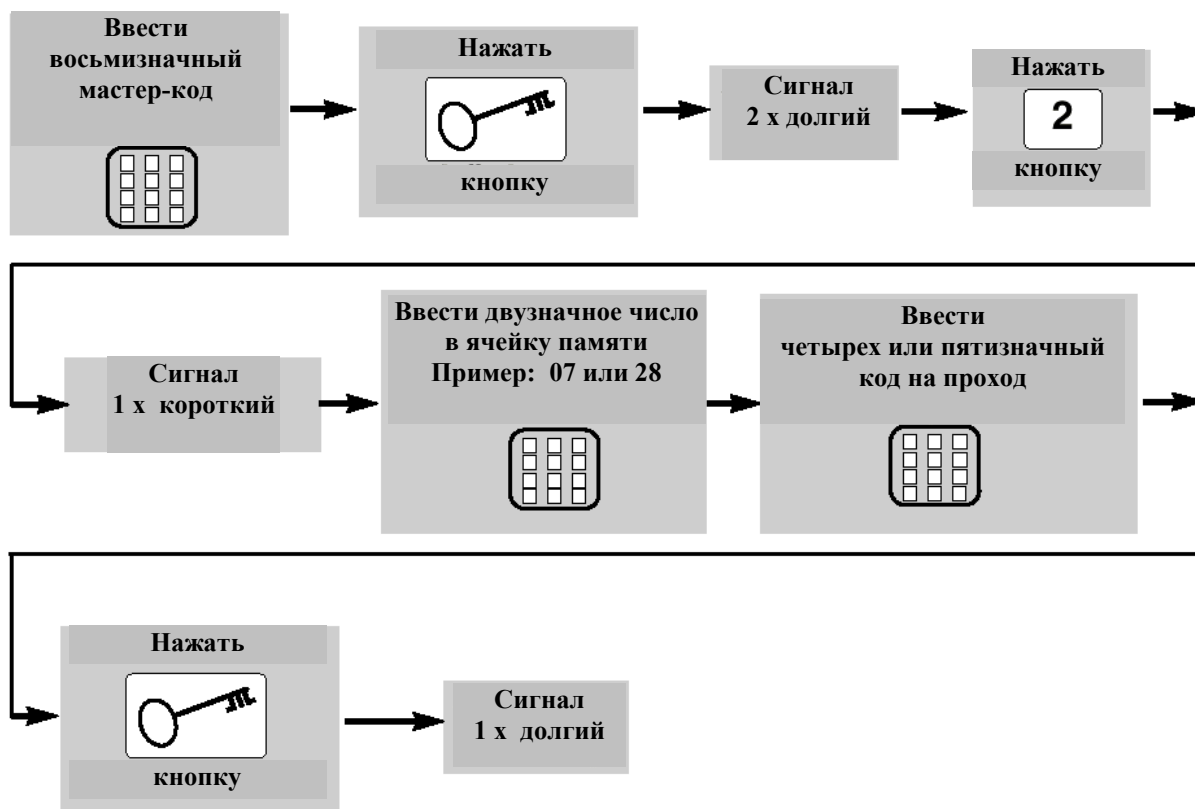 Ввести
восьмизначный
мастер-код
Нажать
кнопку
Сигнал
2 х долгий
Нажать
2
кнопку
Сигнал
1 х короткий
Ввести двузначное число
в ячейку памяти
Пример: 07 или 28
Ввести
четырех или пятизначный
код на проход
Нажать
кнопку
Сигнал
1 х долгий